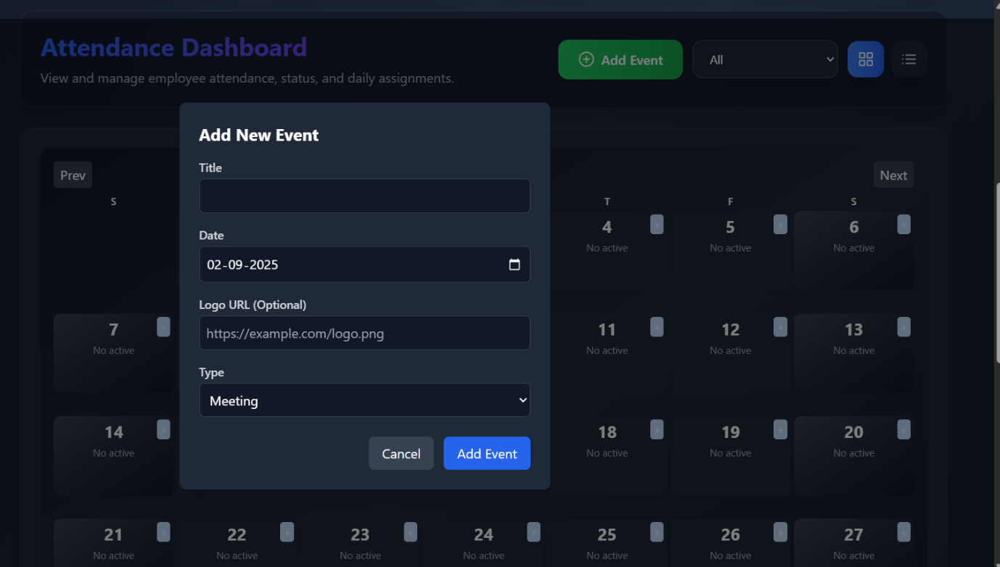 Attendance Dashboard
View and manage employee attendance, status, and daily assignments.
Add Event
All
Add New Event
Title
Date
02-09-2025
Logo URL (Optional)
https://example.com/logo.png
Type
Meeting
Cancel
Add Event
Prev
Next
S
T
F
S
4
5
6
No active
No active
No active
7
11
12
13
No active
No active
No active
No active
14
18
19
20
No active
No active
No active
No active
21
22
23
24
25
26
27
No active
No active
No active
No active
No active
No active
No active